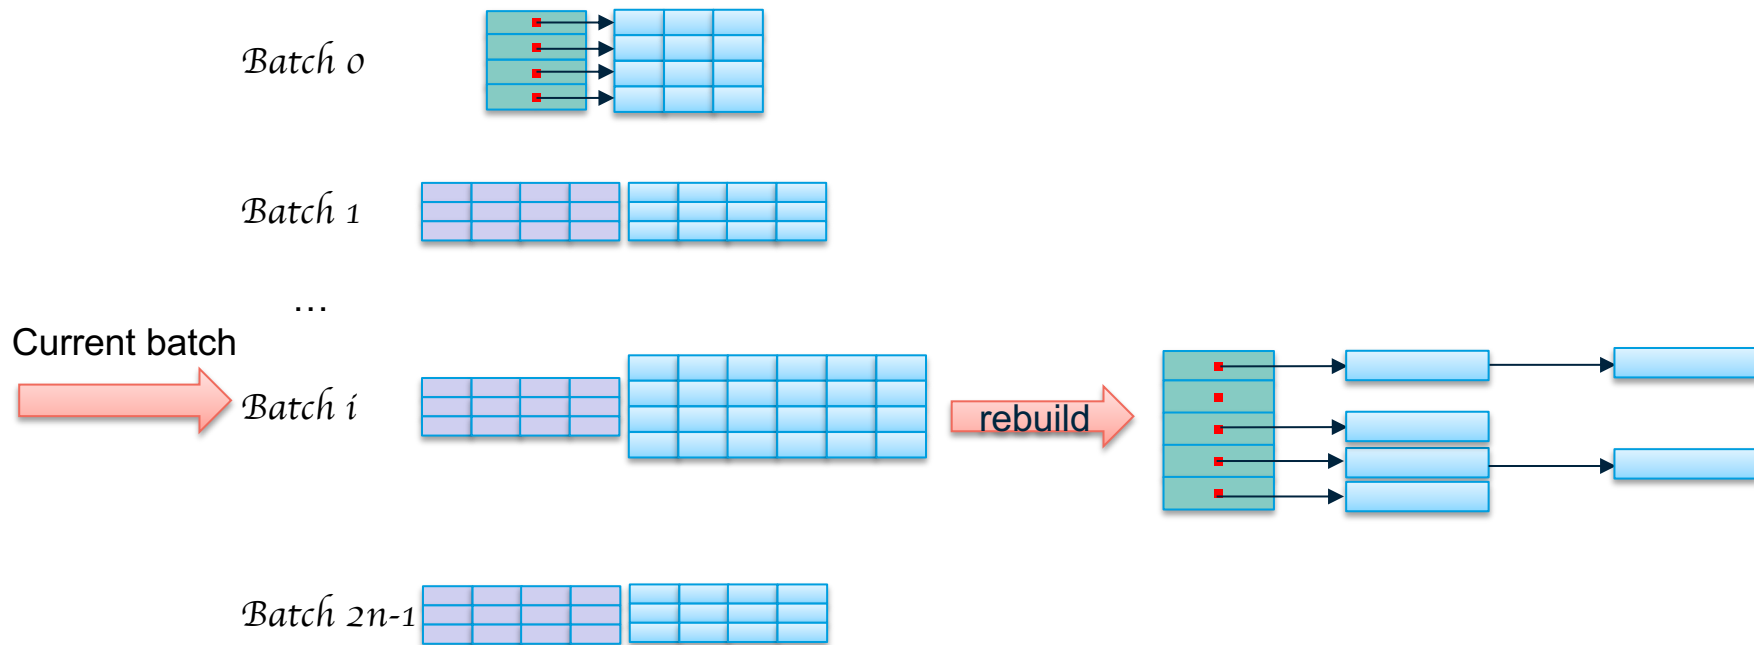 Batch 0
Batch 1
...
Current batch
Batch i
rebuild
Batch 2n-1